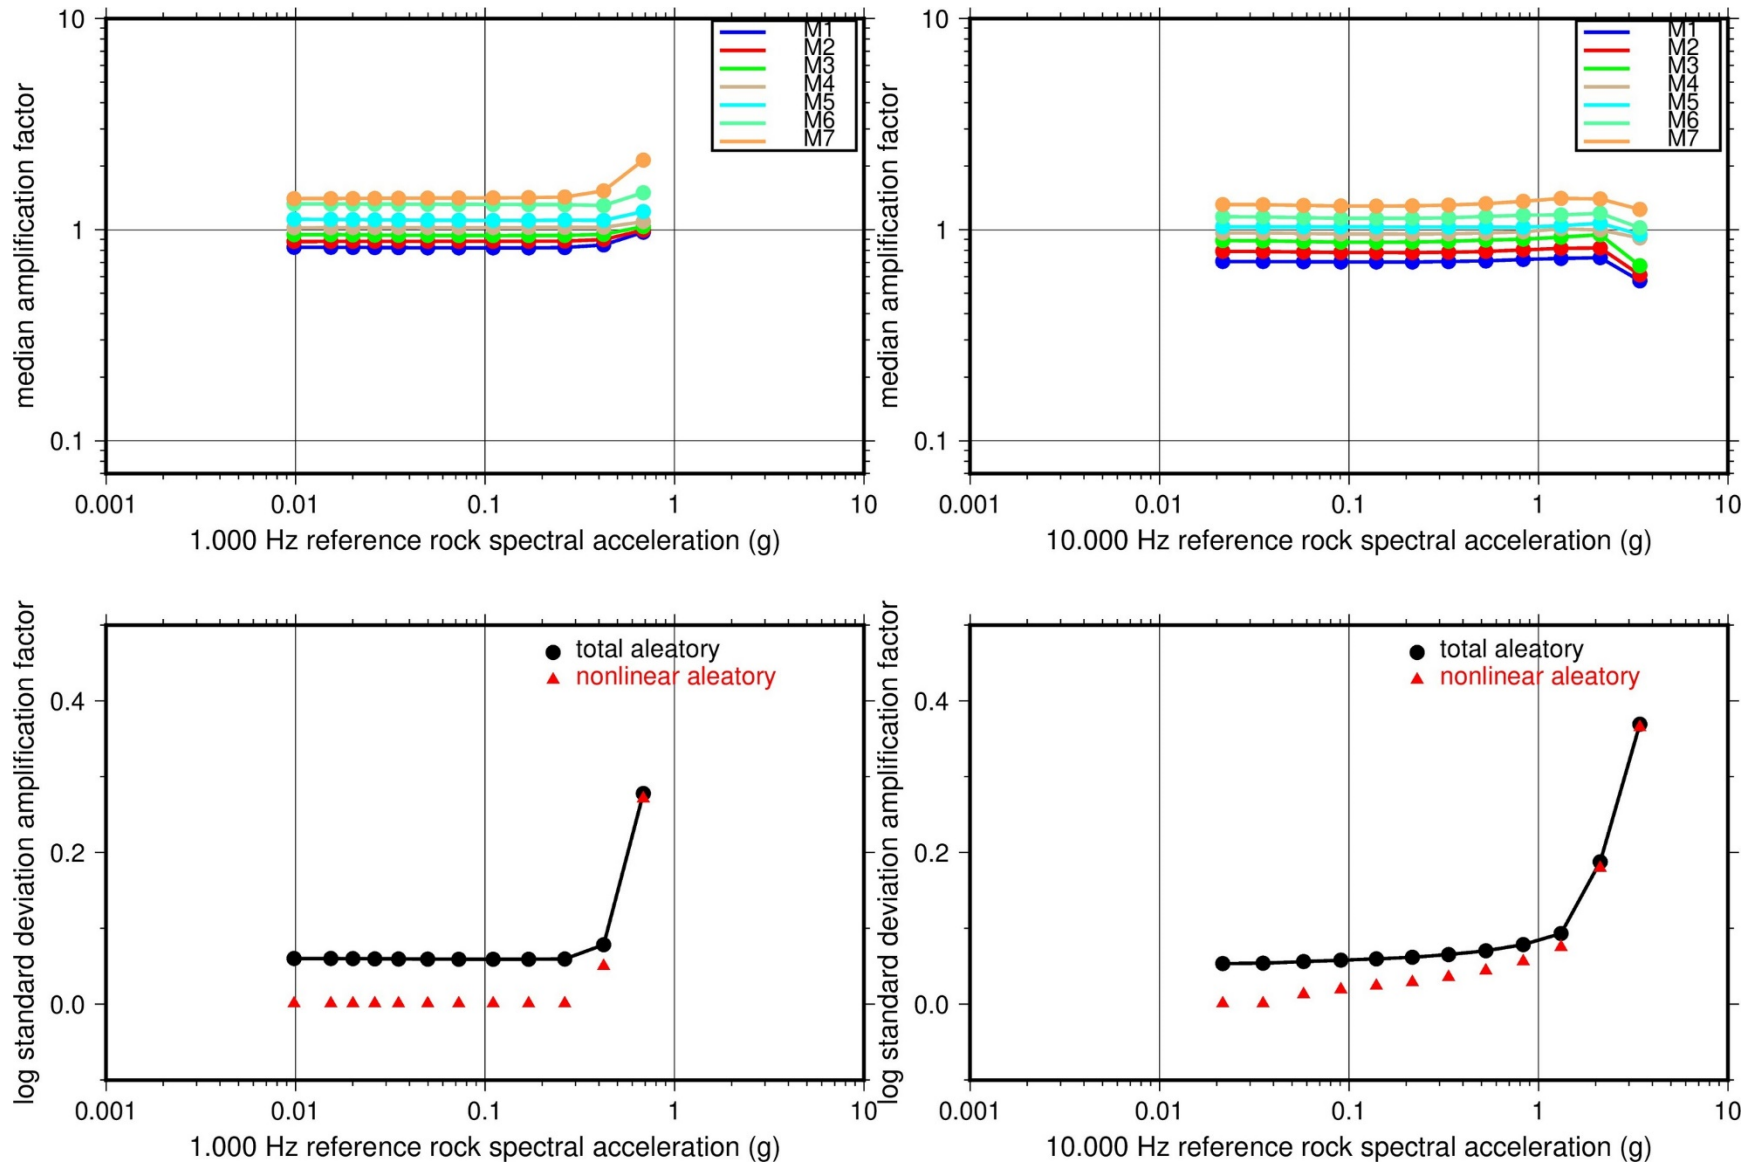 10
1
0.1
median amplification factor
M1
M2
M3
M4
M5
M6
M7
0.001
0.01
0.1
1
10
1.000 Hz reference rock spectral acceleration (g)
10
1
0.1
median amplification factor
M1
M2
M3
M4
M5
M6
M7
0.001
0.01
0.1
1
10
10.000 Hz reference rock spectral acceleration (g)
0.4
0.2
0.0
log standard deviation amplification factor
total aleatory
nonlinear aleatory
0.001
0.01
0.1
1
10
1.000 Hz reference rock spectral acceleration (g)
0.4
0.2
0.0
log standard deviation amplification factor
total aleatory
nonlinear aleatory
0.001
0.01
0.1
1
10
10.000 Hz reference rock spectral acceleration (g)